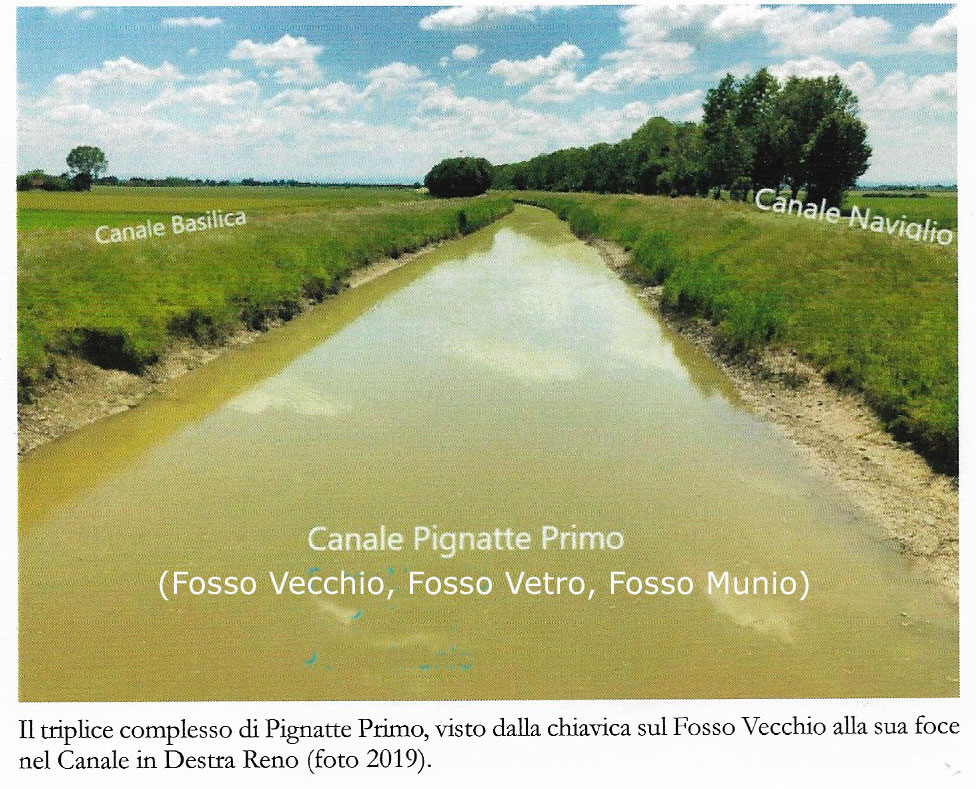 Canale Basilica
Canale Naviglio
Canale Pignatte Primo
(Fosso Vecchio, Fosso Vetro, Fosso Munio)
Il triplice complesso di Pignatte Primo, visto dalla chiavica sul Fosso Vecchio alla sua foce
nel Canale in Destra Reno (foto 2019).